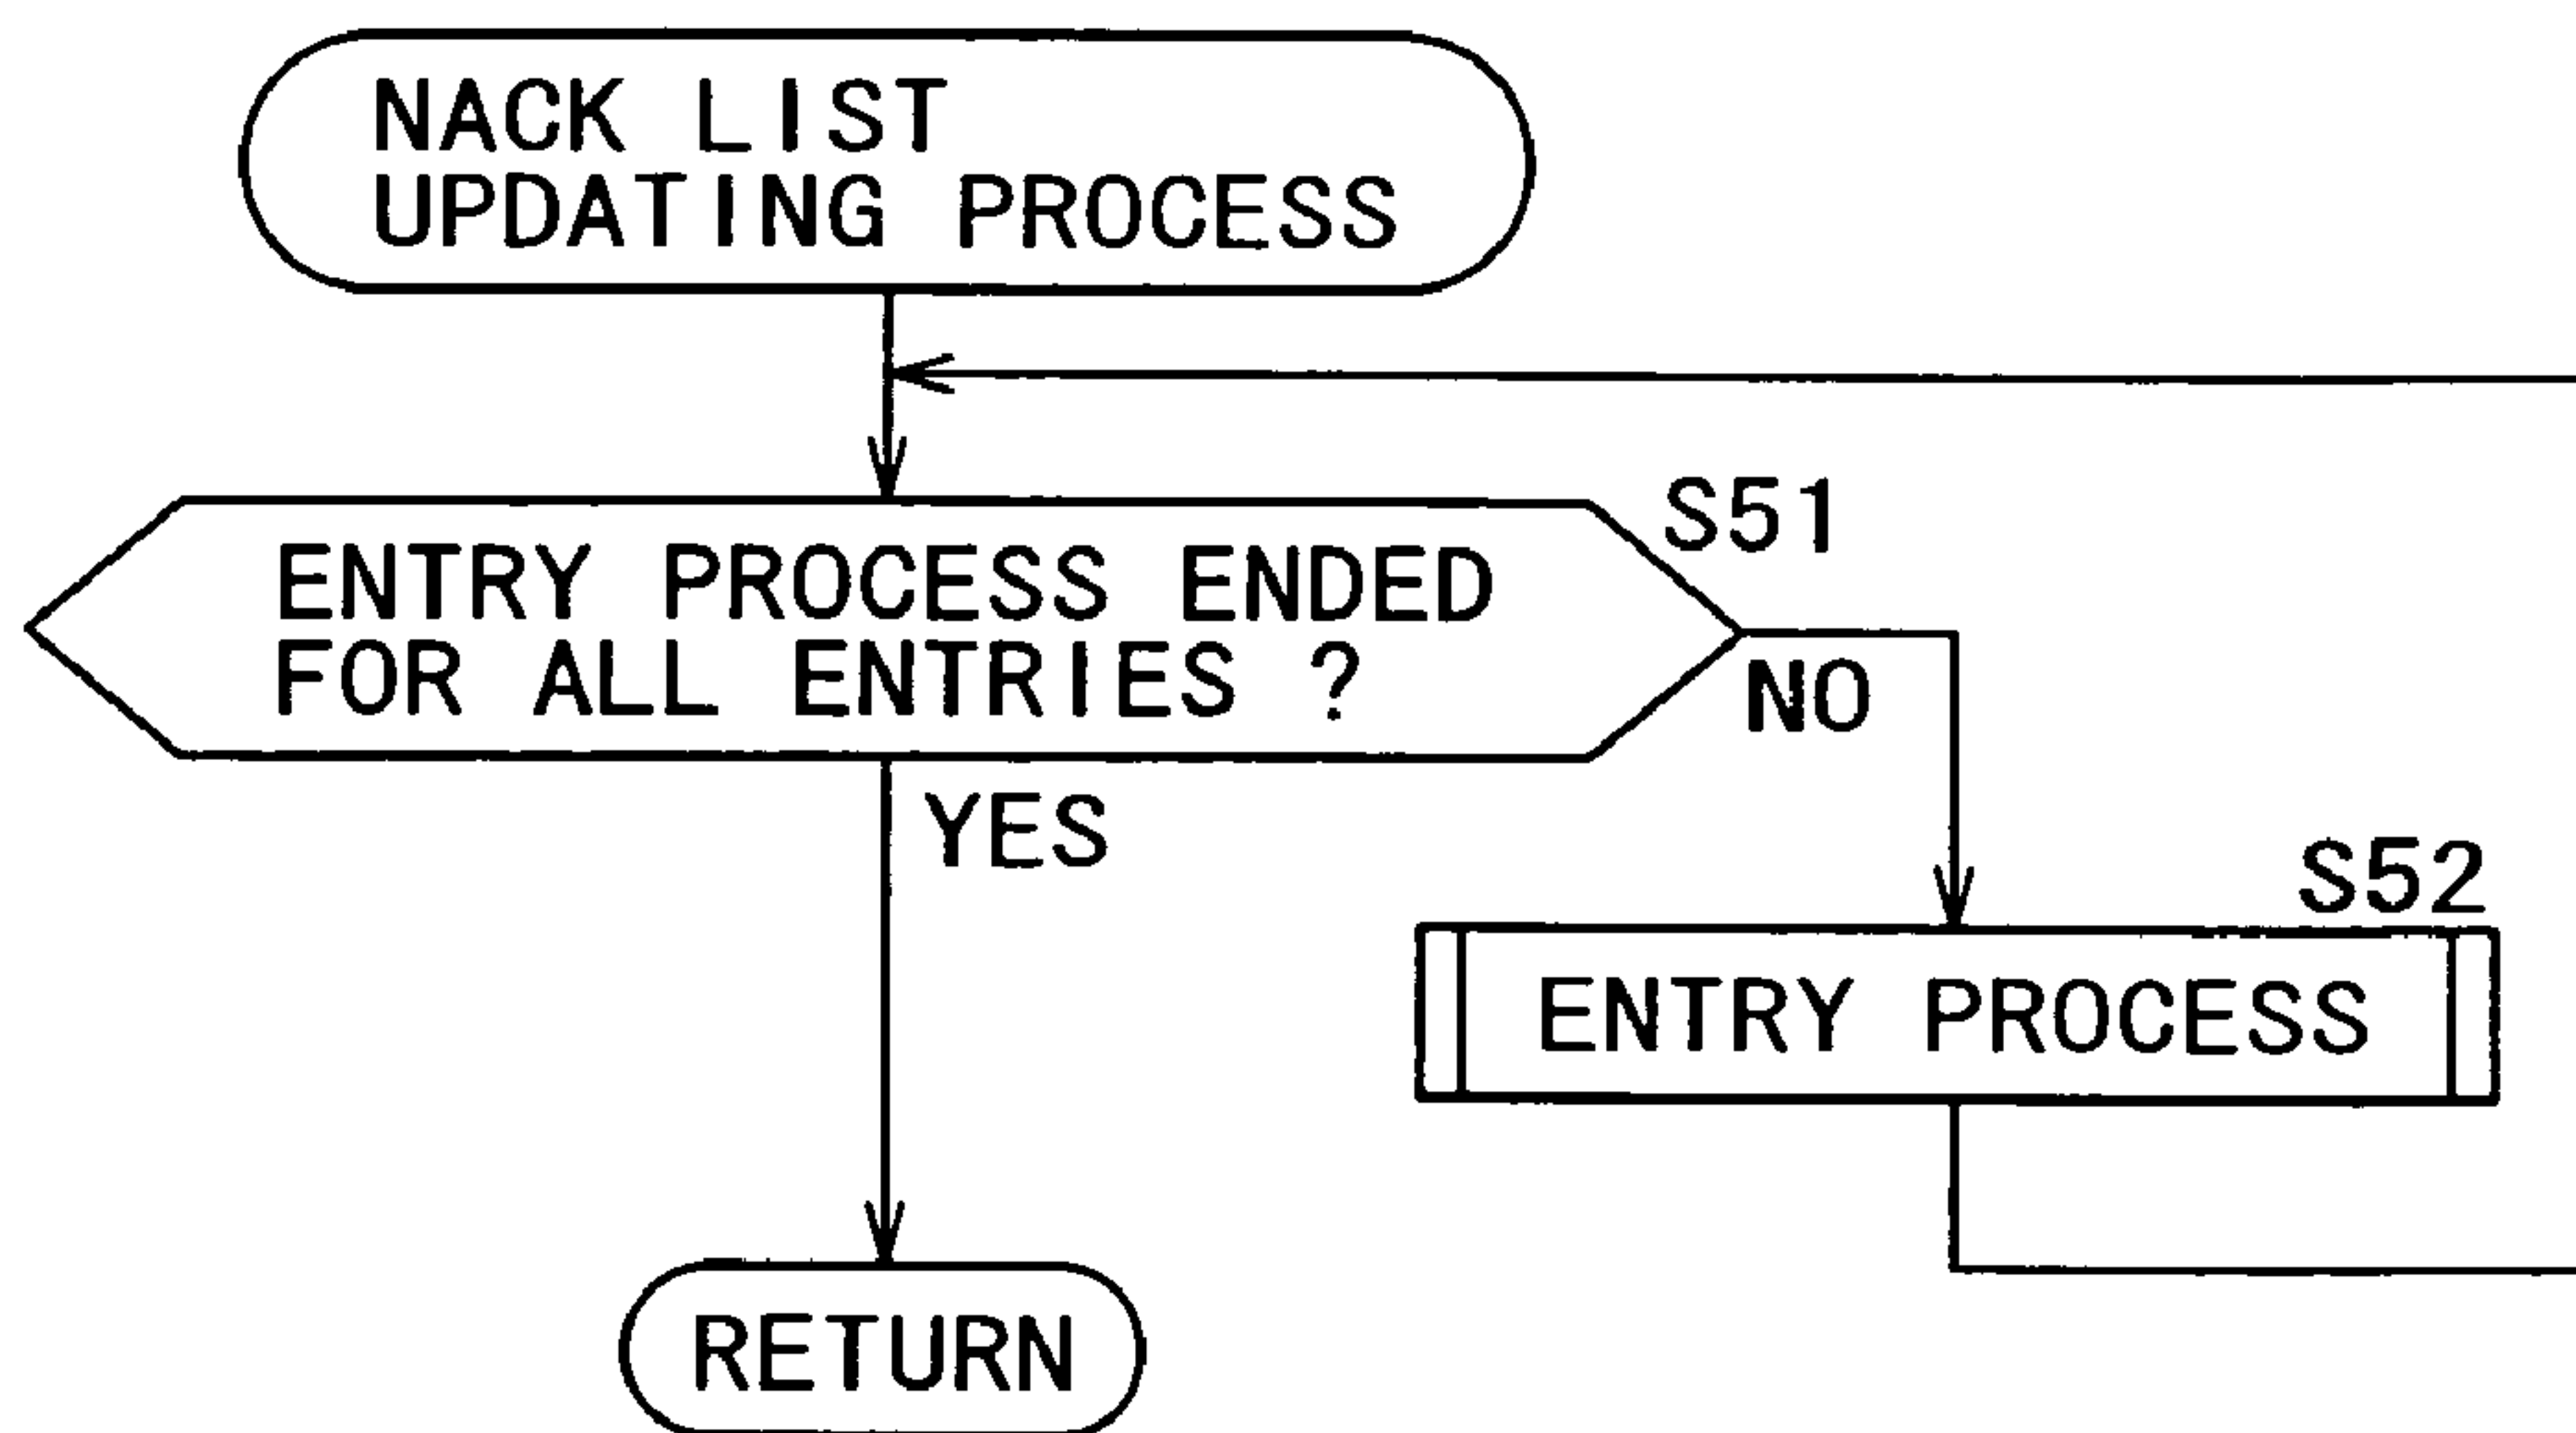 NACK LIST
UPDATING PROCESS
S51
ENTRY PROCESS ENDED
FOR ALL ENTRIES ?
NO
YES
S52
ENTRY PROCESS
RETURN